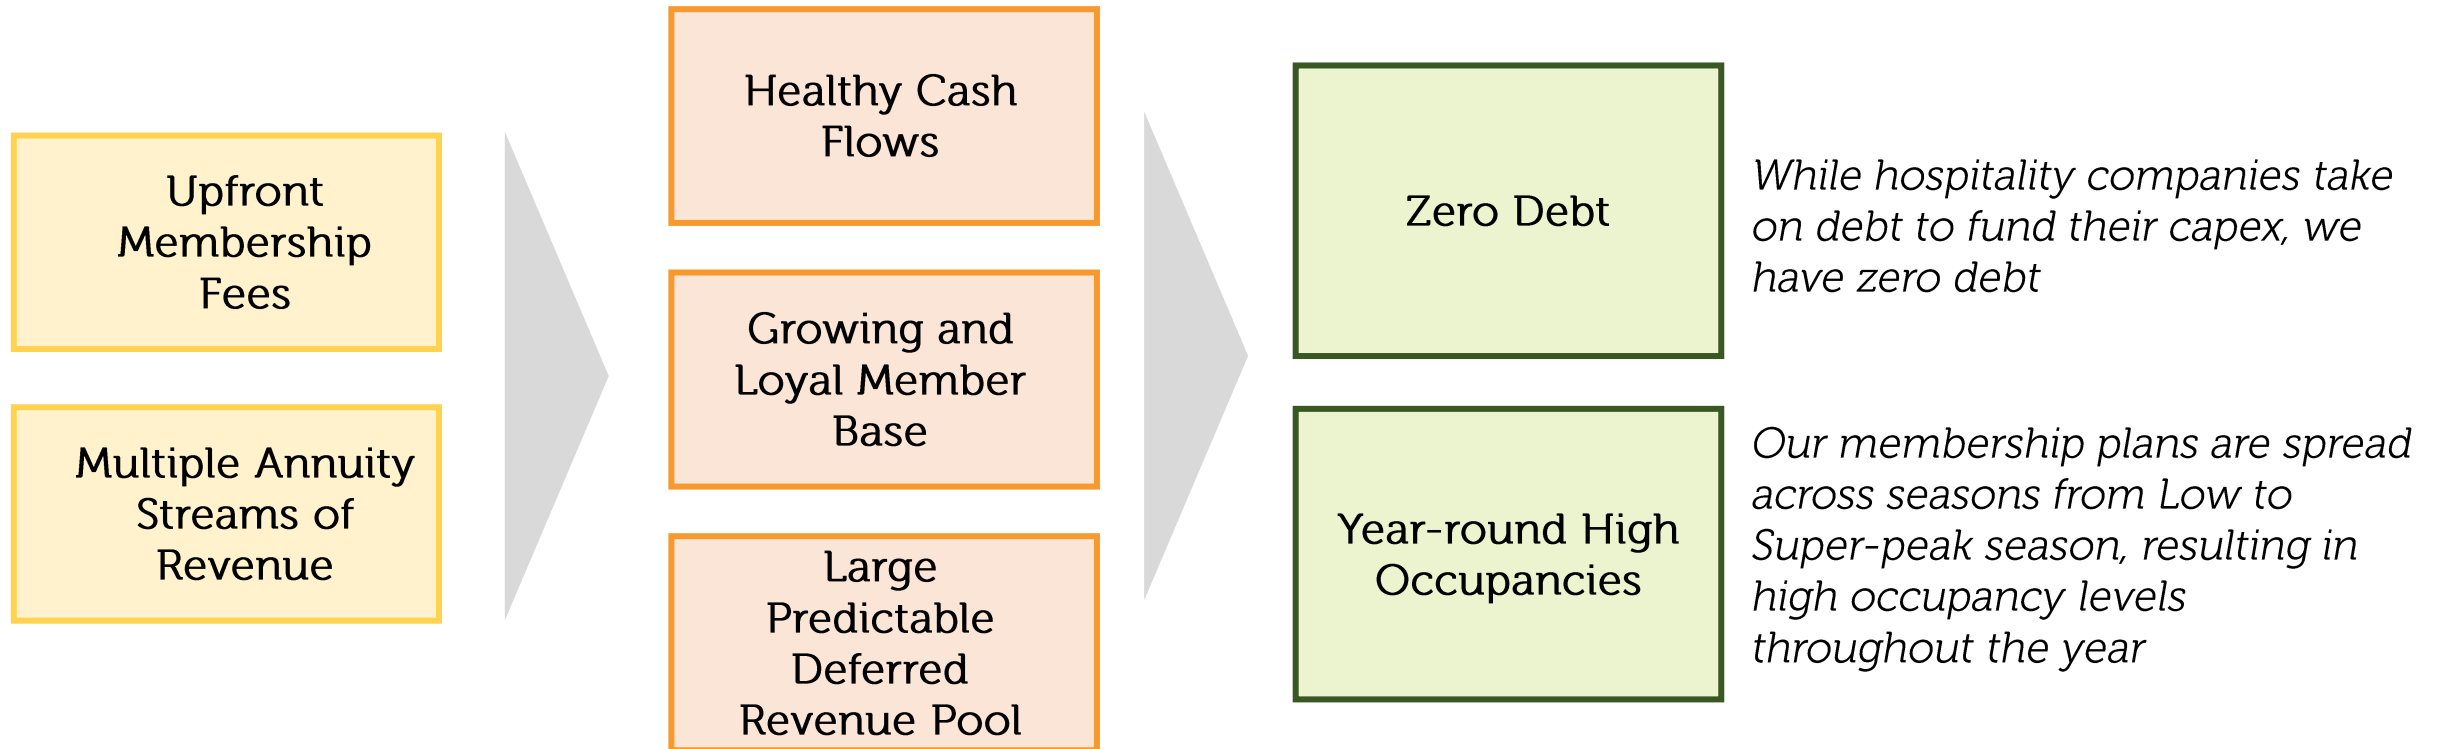 Upfront
Membership
Fees
Multiple Annuity
Streams of
Revenue
Healthy Cash
Flows
Growing and
Loyal Member
Base
Large
Predictable
Deferred
Revenue Pool
Zero Debt
While hospitality companies take
on debt to fund their capex, we
have zero debt
Year-round High
Occupancies
Our membership plans are spread
across seasons from Low to
Super-peak season, resulting in
high occupancy levels
throughout the year